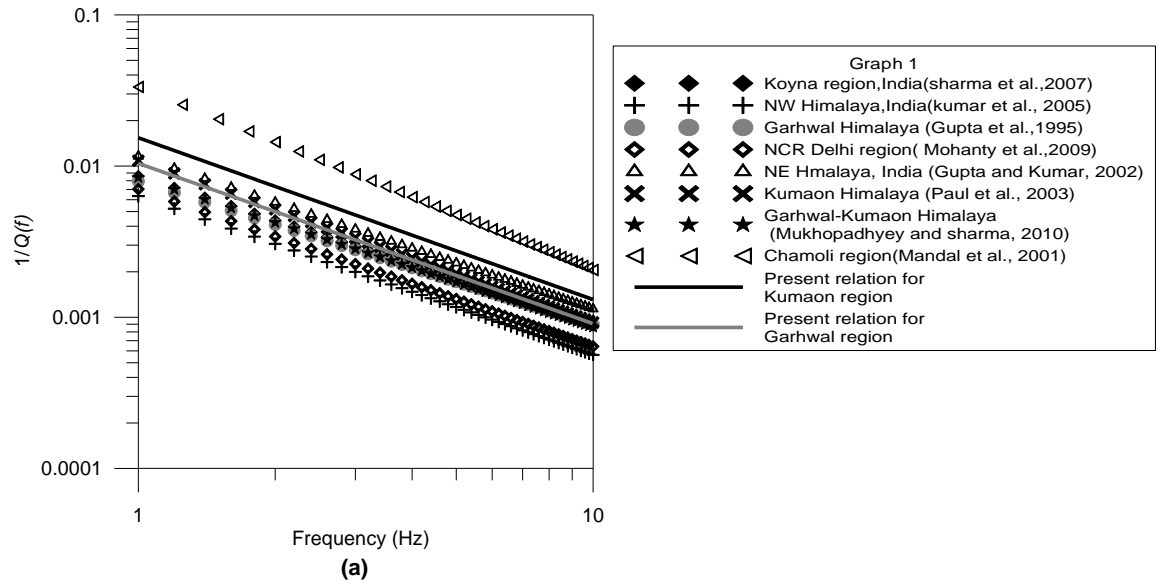 0.1
0.01
0.001
0.0001
1/Q(f)
1
10
Frequency (Hz)
(a)
Graph 1
Koyna region,India(sharma et al.,2007)
NW Himalaya,India(kumar et al., 2005)
Garhwal Himalaya (Gupta et al.,1995)
NCR Delhi region( Mohanty et al.,2009)
NE Hmalaya, India (Gupta and Kumar, 2002)
Kumaon Himalaya (Paul et al., 2003)
Garhwal-Kumaon Himalaya
(Mukhopadhyey and sharma, 2010)
Chamoli region(Mandal et al., 2001)
Present relation for
Kumaon region
Present relation for
Garhwal region